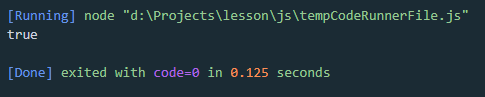 [Running] node "d:\Projects\lesson\js\tempCodeRunnerFile.js"
true
[Done] exited with code=0 in 0.125 seconds